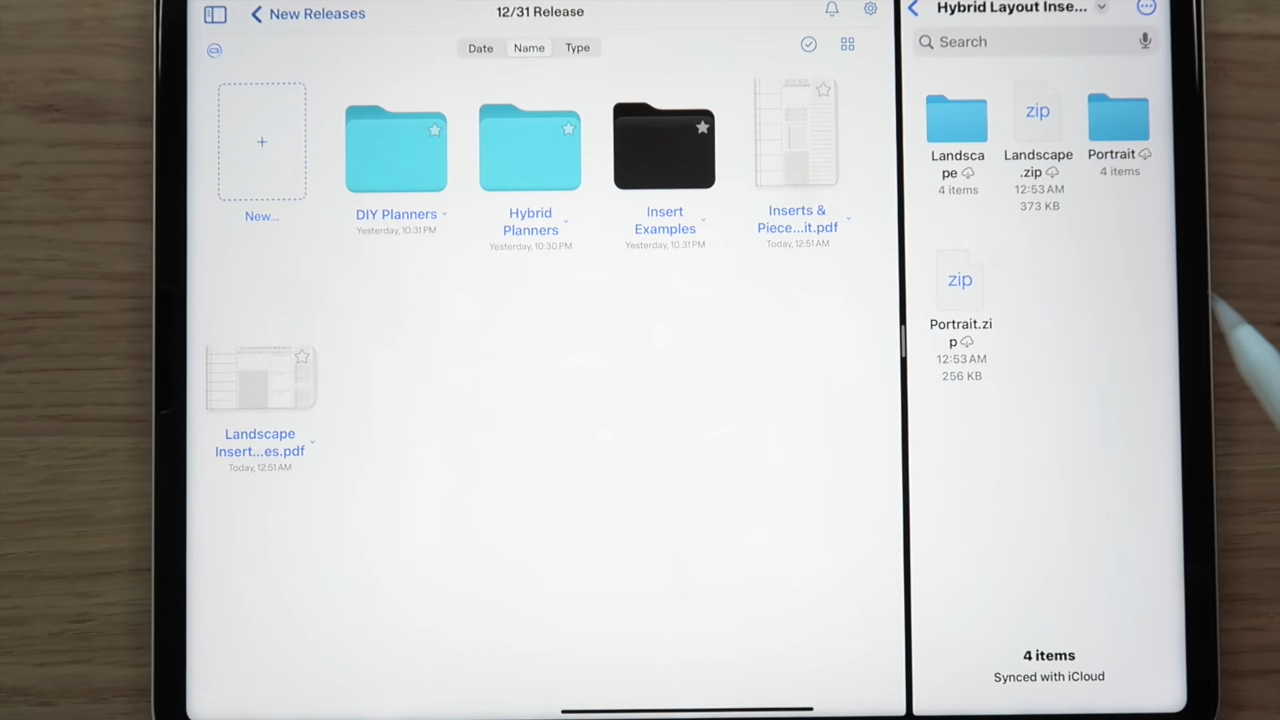 New Releases
12/31 Release
Date
Name
Type
New...
DIY Planners
Yesterday, 10:31 PM
Hybrid
Planners
Yesterday, 10:30 PM
Insert
Examples
Yesterday, 10:31 PM
Inserts &
Piece...it.pdf
Today, 12:51 AM
Landscape
Insert...es.pdf
Today, 12:51 AM
Hybrid Layout Inse...
Search
Landsca
pe
4 items
zip
Landscape
.zip
12:53 AM
373 KB
Portrait
4 items
zip
Portrait.zi
p
12:53 AM
256 KB
4 items
Synced with iCloud